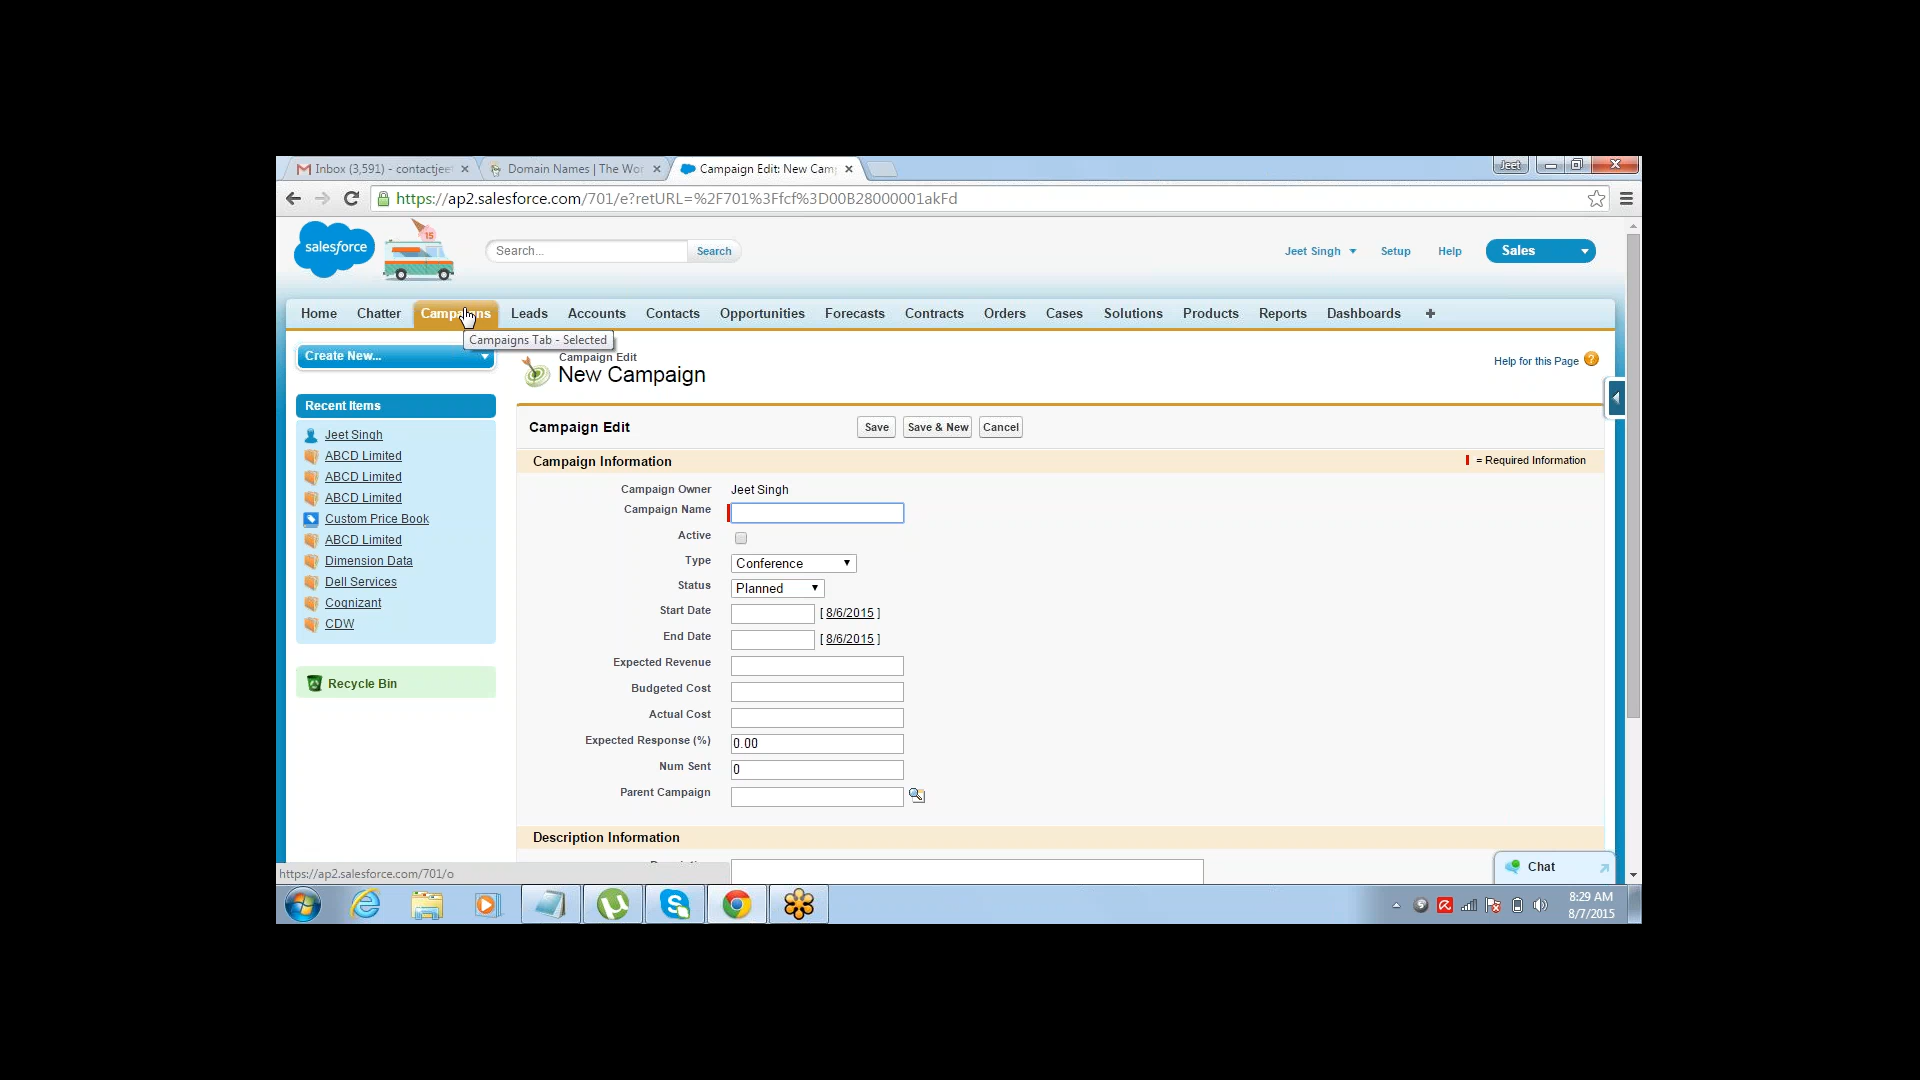 Inbox (3,591) - contactjeet
Domain Names | The Wor
Campaign Edit: New Cam
Jeet
https://ap2.salesforce.com/701/e?retURL=%2F701%3Ffcf%3D00B28000001akFd
salesforce
15
Search...
Search
Jeet Singh
Setup
Help
Sales
Home
Chatter
Campaigns
Leads
Accounts
Contacts
Opportunities
Forecasts
Contracts
Orders
Cases
Solutions
Products
Reports
Dashboards
+
Campaigns Tab - Selected
Create New...
Campaign Edit
New Campaign
Help for this Page
?
Recent Items
Jeet Singh
ABCD Limited
ABCD Limited
ABCD Limited
Custom Price Book
ABCD Limited
Dimension Data
Dell Services
Cognizant
CDW
Recycle Bin
Campaign Edit
Save
Save & New
Cancel
Campaign Information
= Required Information
Campaign Owner
Jeet Singh
Campaign Name
Active
Type
Conference
Status
Planned
Start Date
[ 8/6/2015 ]
End Date
[ 8/6/2015 ]
Expected Revenue
Budgeted Cost
Actual Cost
Expected Response (%)
0.00
Num Sent
0
Parent Campaign
Description Information
Chat
https://ap2.salesforce.com/701/o
8:29 AM
8/7/2015